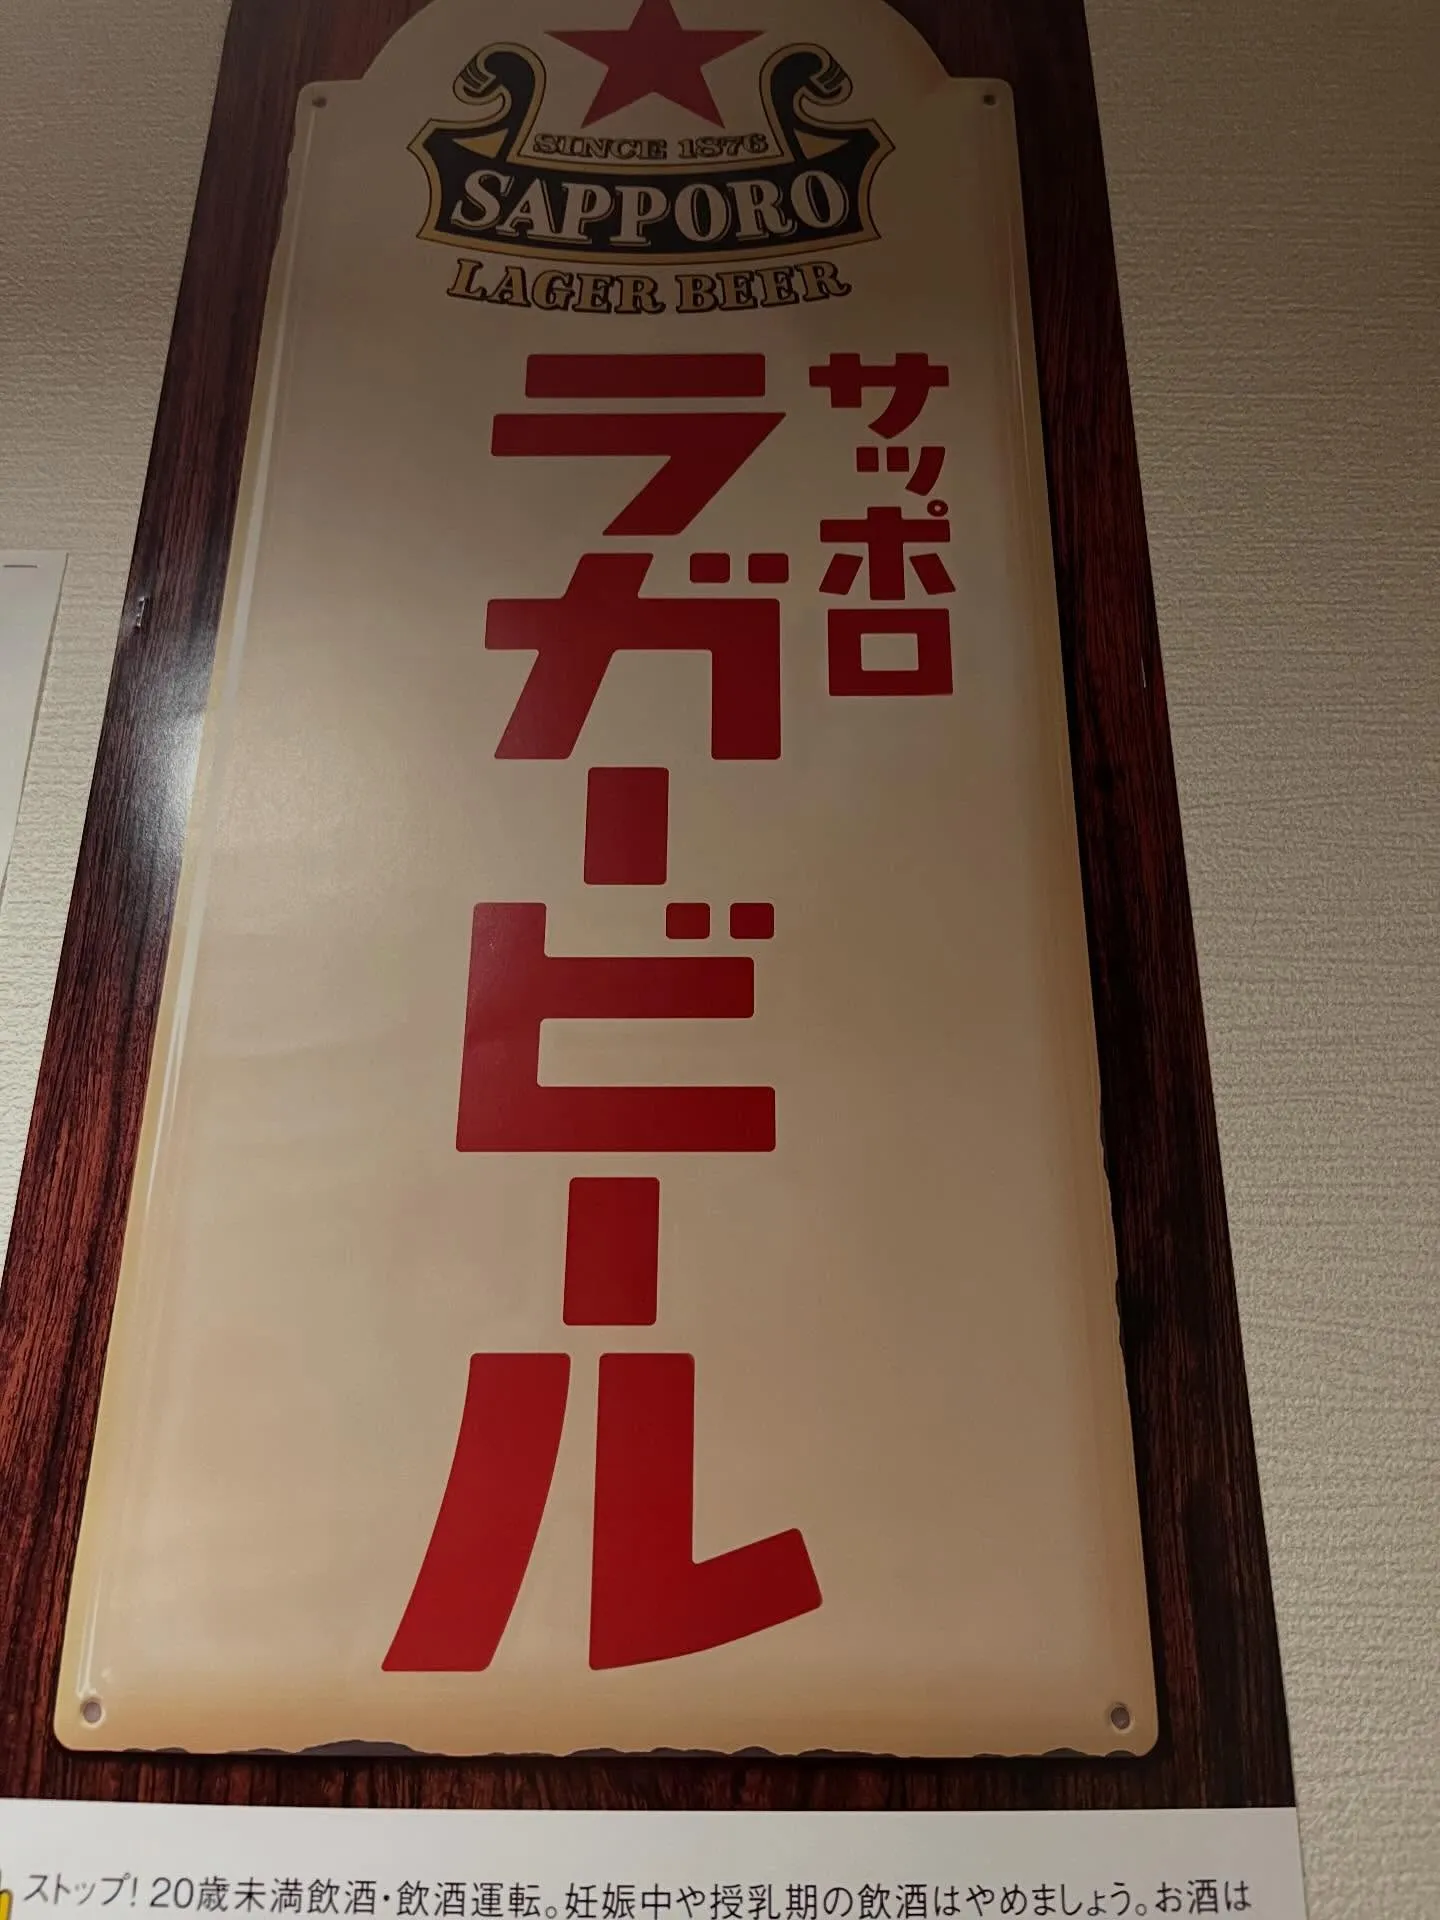 SINCE 1876
SAPPORO
LAGER BEER
サッポロ
ラガービール
ストップ！20歳未満飲酒・飲酒運転。妊娠中や授乳期の飲酒はやめましょう。お酒は